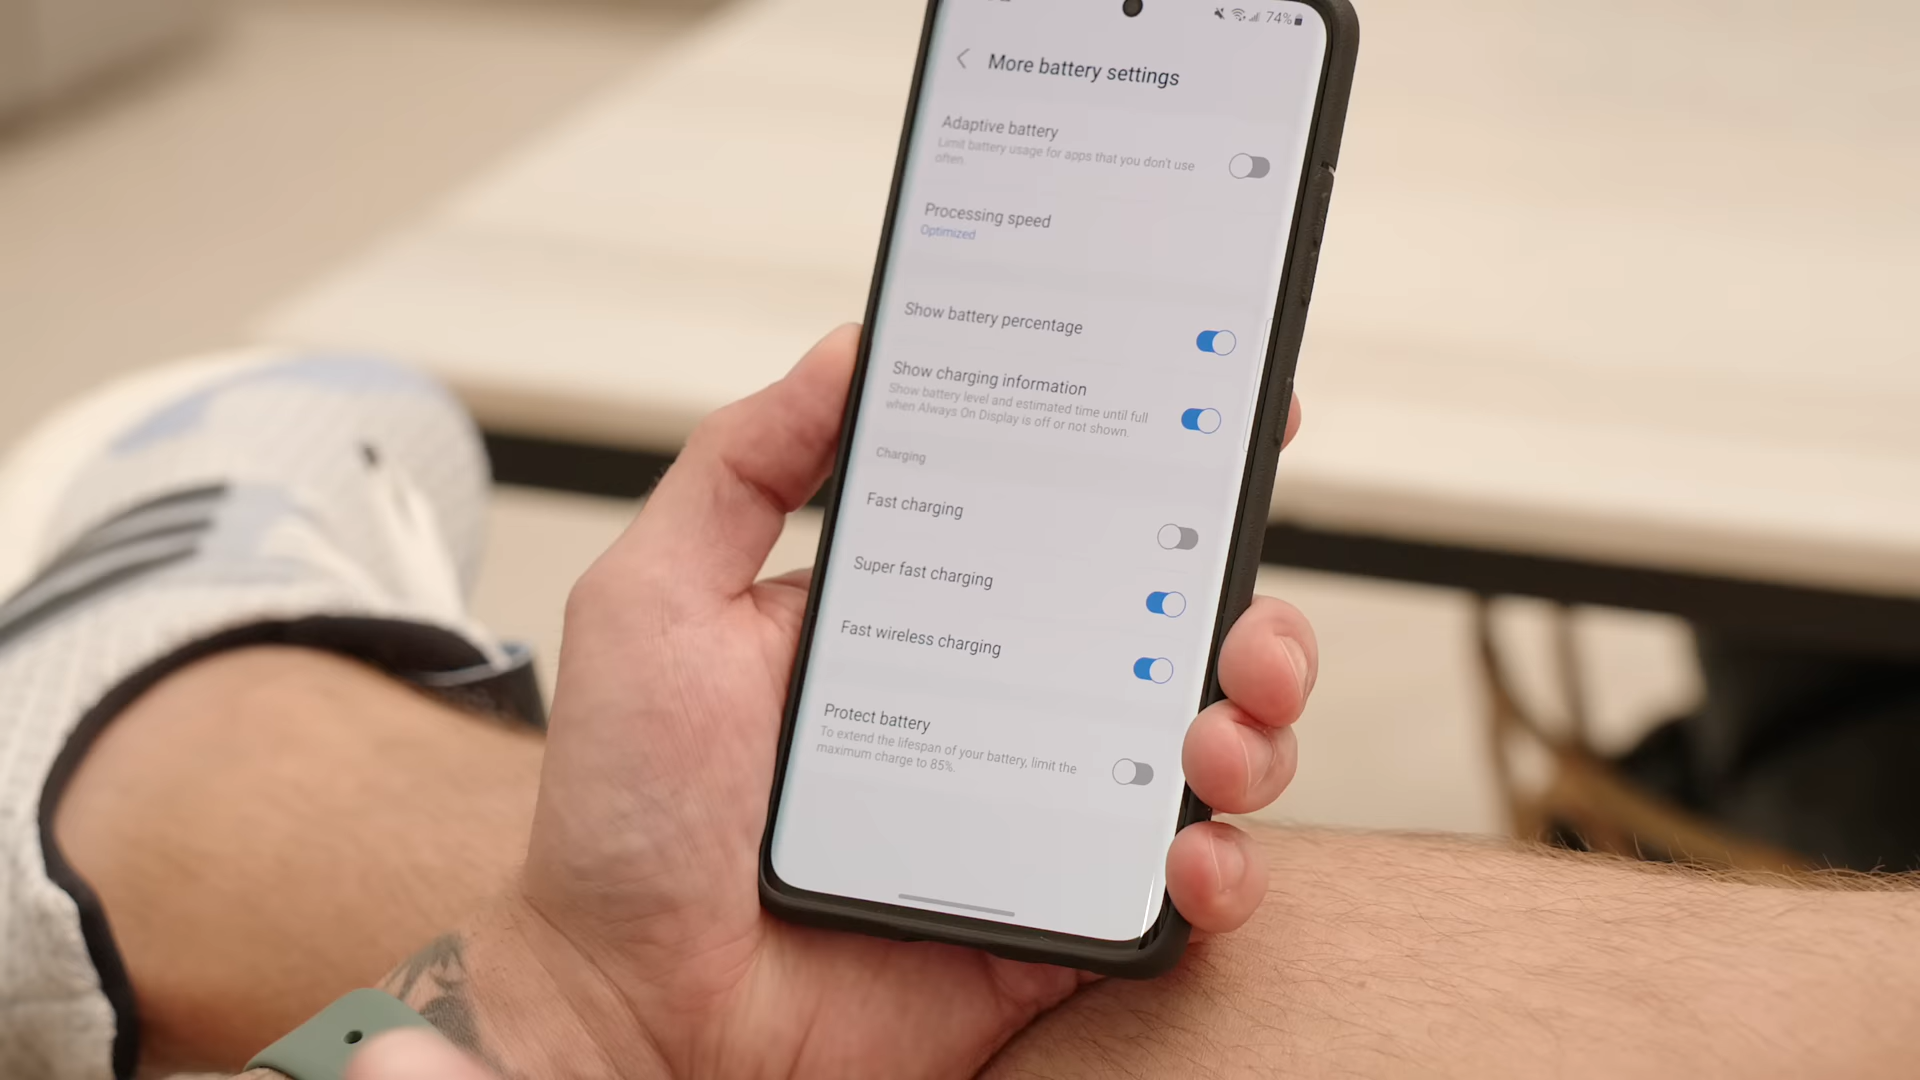 74%
More battery settings
Adaptive battery
Limit battery usage for apps that you don't use
often.
Processing speed
Optimized
Show battery percentage
Show charging information
Show battery level and estimated time until full
when Always On Display is off or not shown.
Charging
Fast charging
Super fast charging
Fast wireless charging
Protect battery
To extend the lifespan of your battery, limit the
maximum charge to 85%.